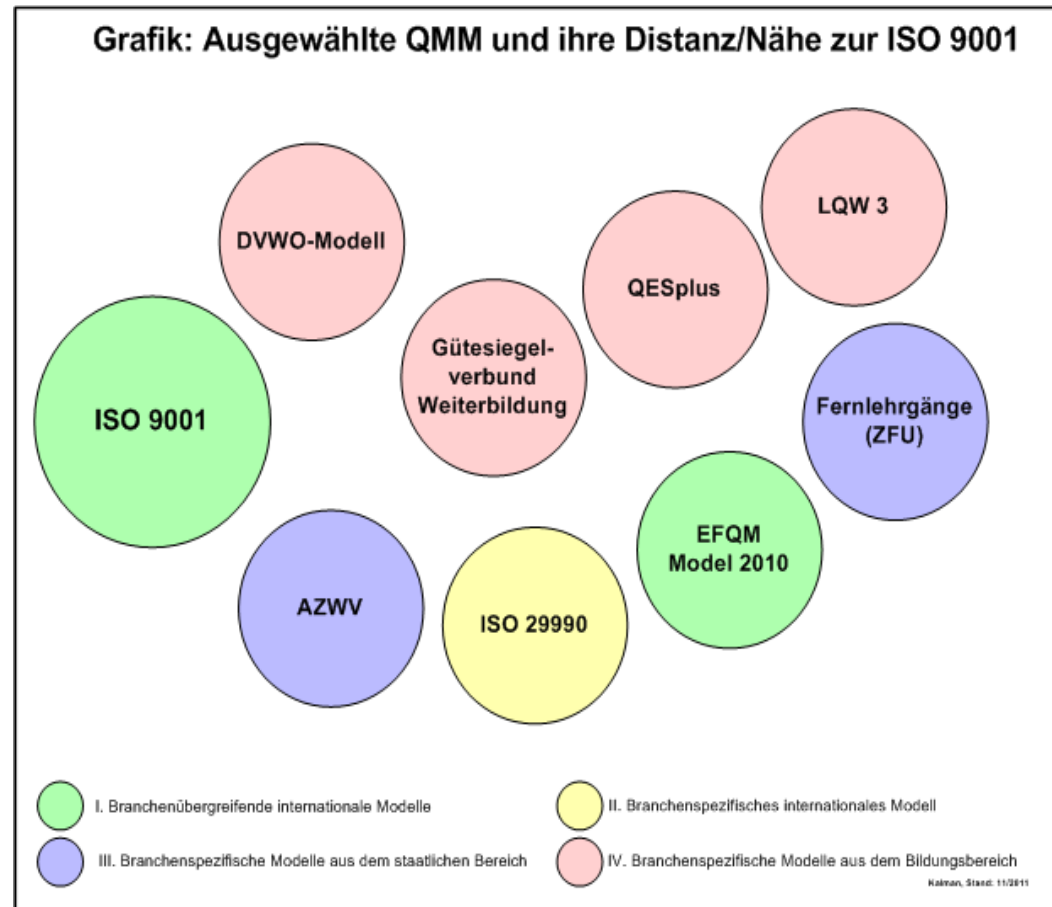 Grafik: Ausgewählte QMM und ihre Distanz/Nähe zur ISO 9001
LQW 3
DVWO-Modell
QESplus
Gütesiegel-
verbund
Weiterbildung
Fernlehrgänge
(ZFU)
ISO 9001
EFQM
Model 2010
AZWV
ISO 29990
I. Branchenübergreifende internationale Modelle
II. Branchenspezifisches internationales Modell
III. Branchenspezifische Modelle aus dem staatlichen Bereich
IV. Branchenspezifische Modelle aus dem Bildungsbereich
Kalman, Stand: 11/2011